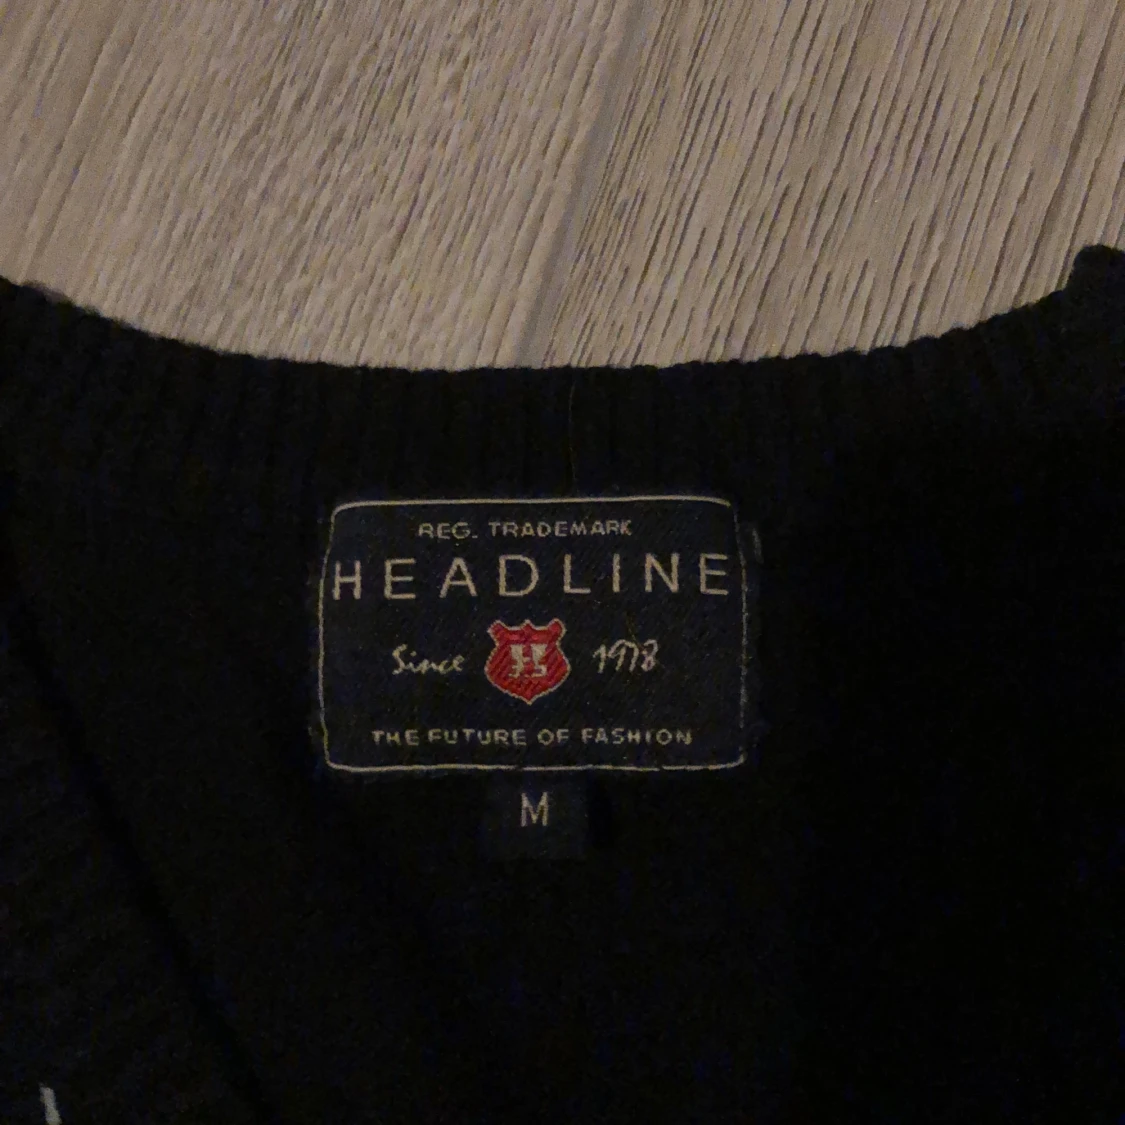 REG. TRADEMARK
HEADLINE
Since 1978
THE FUTURE OF FASHION
M